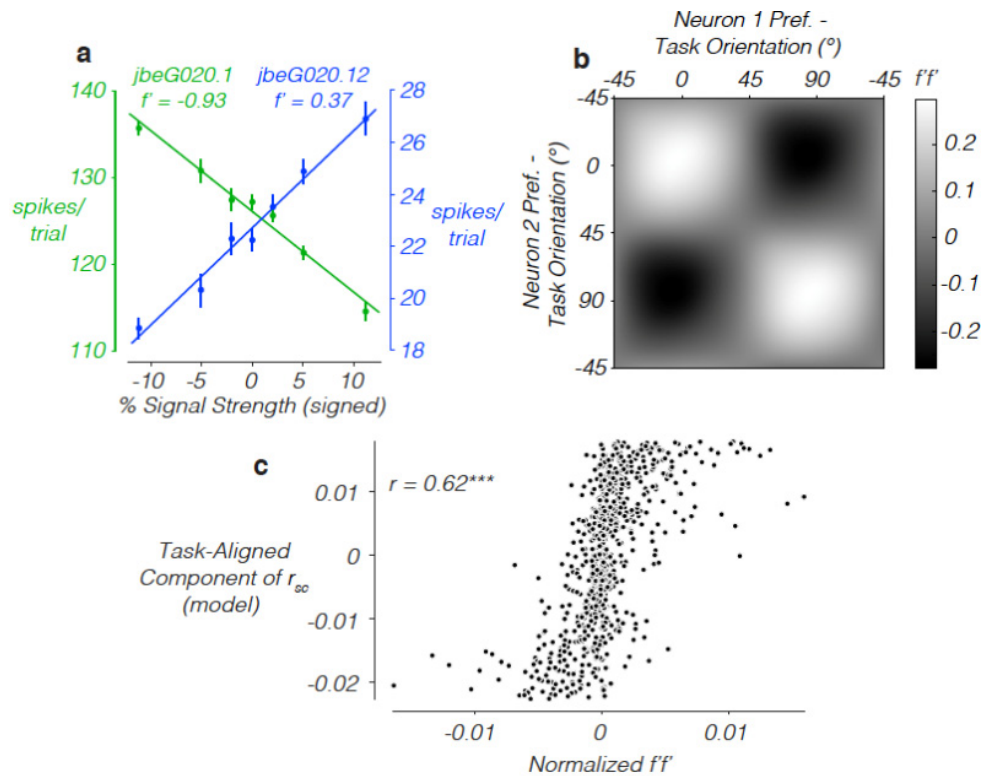 a
jbeG020.1
f' = -0.93
jbeG020.12
f' = 0.37
140
130
120
110
spikes/
trial
28
26
24
22
20
18
spikes/
trial
-10 -5 0 5 10
% Signal Strength (signed)
b
Neuron 1 Pref. -
Task Orientation (°)
-45 0 45 90 -45
f'f'
Neuron 2 Pref. -
Task Orientation (°)
-45
0
45
90
-45
0.2
0.1
0
-0.1
-0.2
c
r = 0.62***
Task-Aligned
Component of rsc
(model)
0.01
0
-0.01
-0.02
-0.01 0 0.01
Normalized f'f'